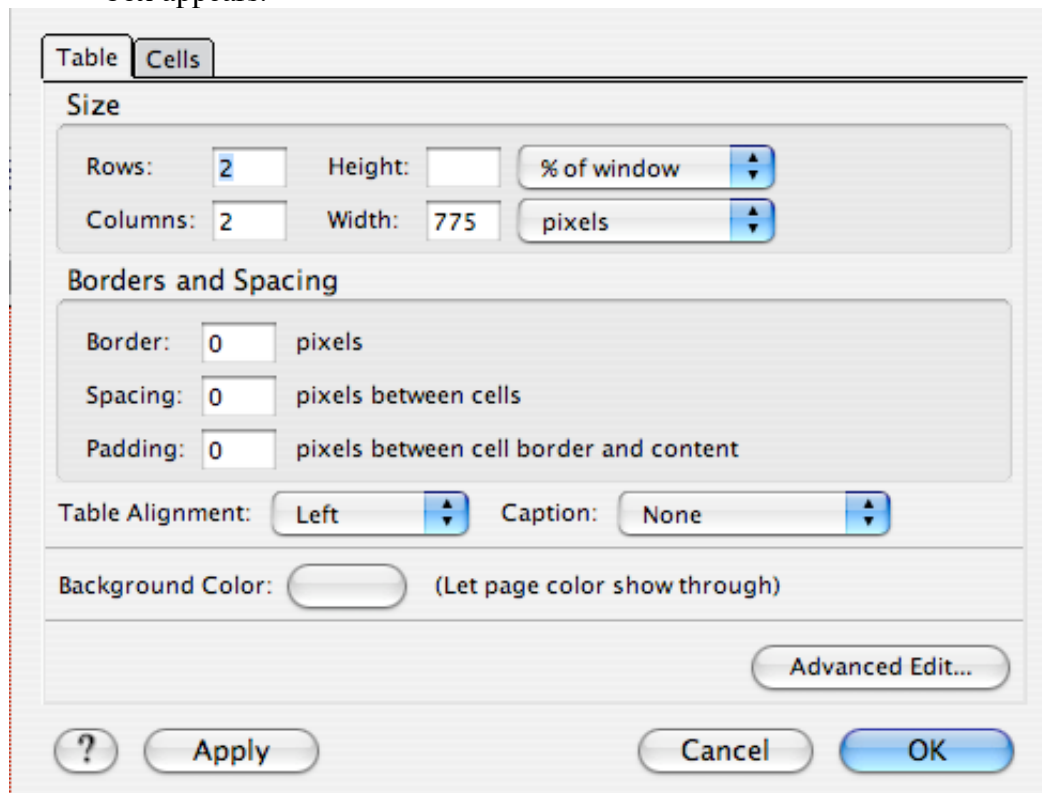 box appears.
Table Cells
Size
Rows: 2 Height: % of window
Columns: 2 Width: 775 pixels
Borders and Spacing
Border: 0 pixels
Spacing: 0 pixels between cells
Padding: 0 pixels between cell border and content
Table Alignment: Left Caption: None
Background Color: (Let page color show through)
Advanced Edit...
? Apply Cancel OK